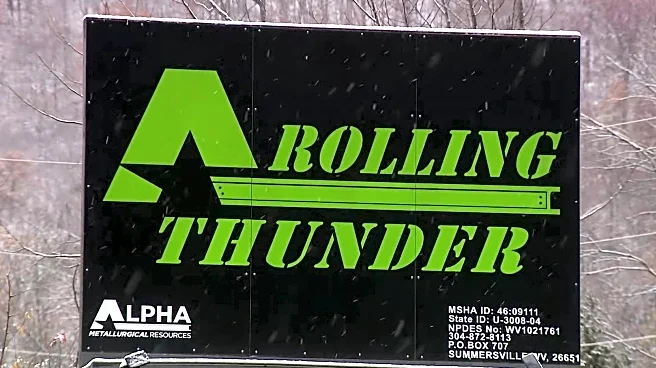 ROLLING
THUNDER
ALPHA
METALLURGICAL RESOURCES
MSHA ID: 46:09111
State ID: U-3008-04
NPDES No: WV1021761
304-872-8113
P.O.BOX 707
SUMMERSVILLE WV, 26651